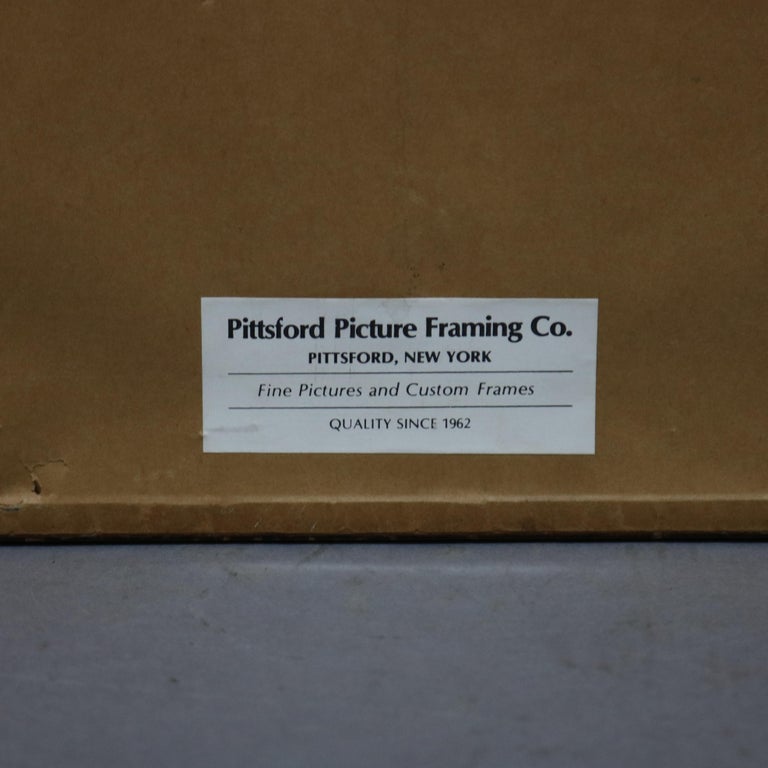 Pittsford Picture Framing Co.
PITTSFORD, NEW YORK
Fine Pictures and Custom Frames
QUALITY SINCE 1962